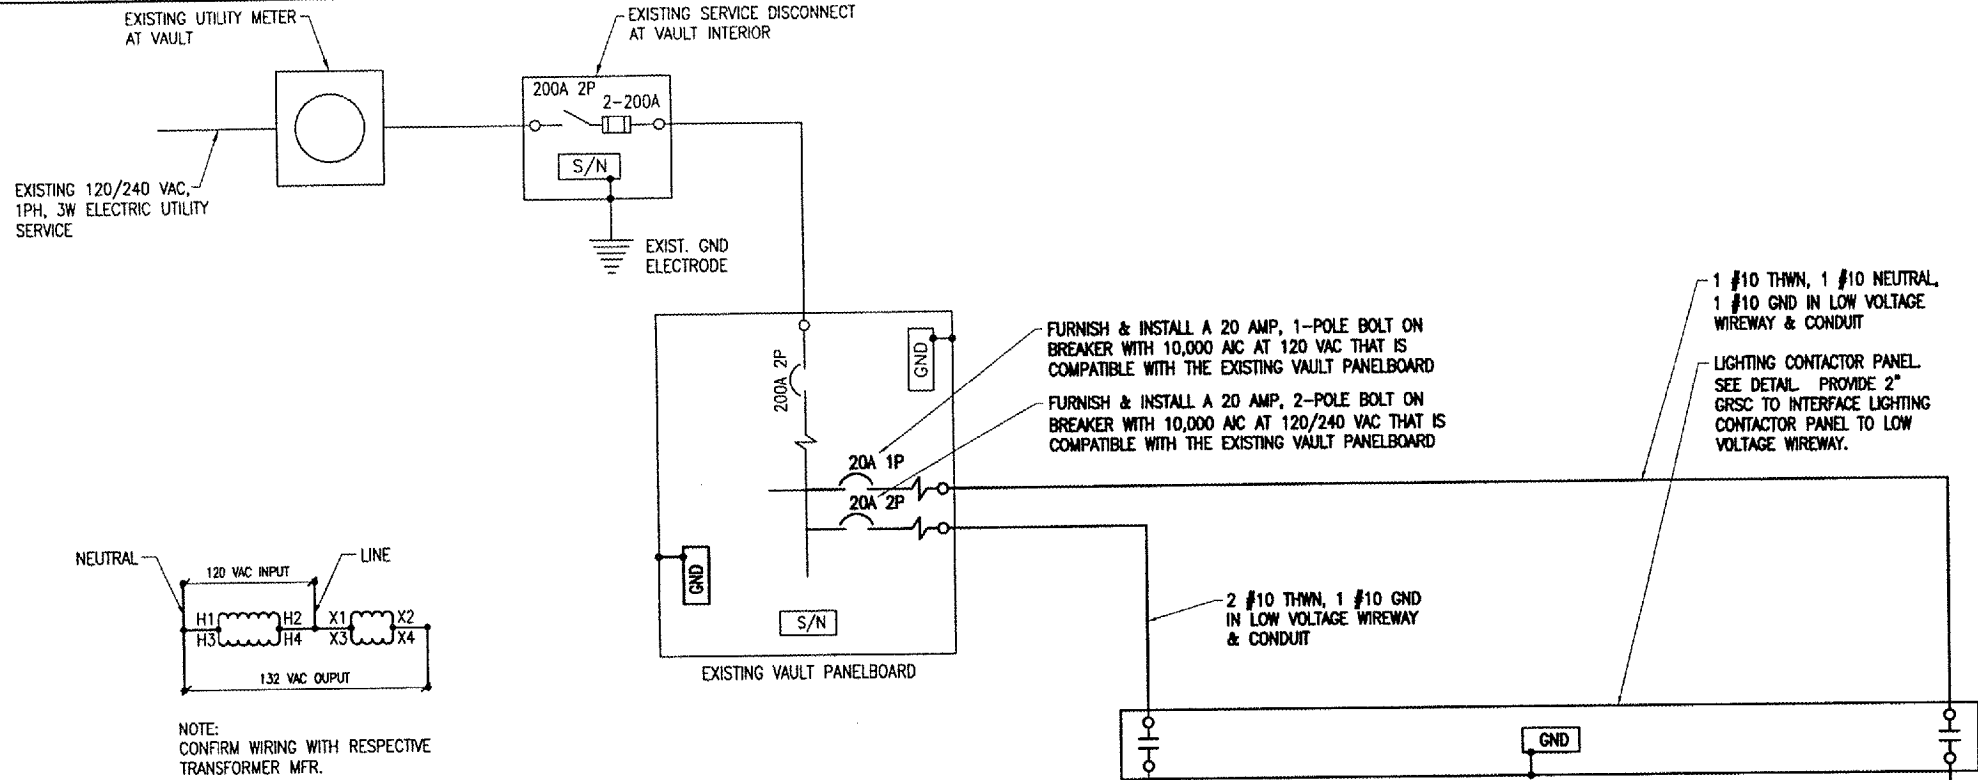 EXISTING UTILITY METER
AT VAULT
EXISTING SERVICE DISCONNECT
AT VAULT INTERIOR
200A 2P
2-200A
S/N
EXISTING 120/240 VAC,
1PH, 3W ELECTRIC UTILITY
SERVICE
EXIST. GND
ELECTRODE
1 #10 THWN, 1 #10 NEUTRAL,
1 #10 GND IN LOW VOLTAGE
WIREWAY & CONDUIT
FURNISH & INSTALL A 20 AMP, 1-POLE BOLT ON
BREAKER WITH 10,000 AIC AT 120 VAC THAT IS
COMPATIBLE WITH THE EXISTING VAULT PANELBOARD
FURNISH & INSTALL A 20 AMP, 2-POLE BOLT ON
BREAKER WITH 10,000 AIC AT 120/240 VAC THAT IS
COMPATIBLE WITH THE EXISTING VAULT PANELBOARD
LIGHTING CONTACTOR PANEL.
SEE DETAIL. PROVIDE 2"
GRSC TO INTERFACE LIGHTING
CONTACTOR PANEL TO LOW
VOLTAGE WIREWAY.
GND
200A 2P
20A 1P
20A 2P
GND
S/N
EXISTING VAULT PANELBOARD
NEUTRAL
LINE
120 VAC INPUT
H1 H2 X1 X2
H3 H4 X3 X4
132 VAC OUPUT
NOTE:
CONFIRM WIRING WITH RESPECTIVE
TRANSFORMER MFR.
2 #10 THWN, 1 #10 GND
IN LOW VOLTAGE WIREWAY
& CONDUIT
GND